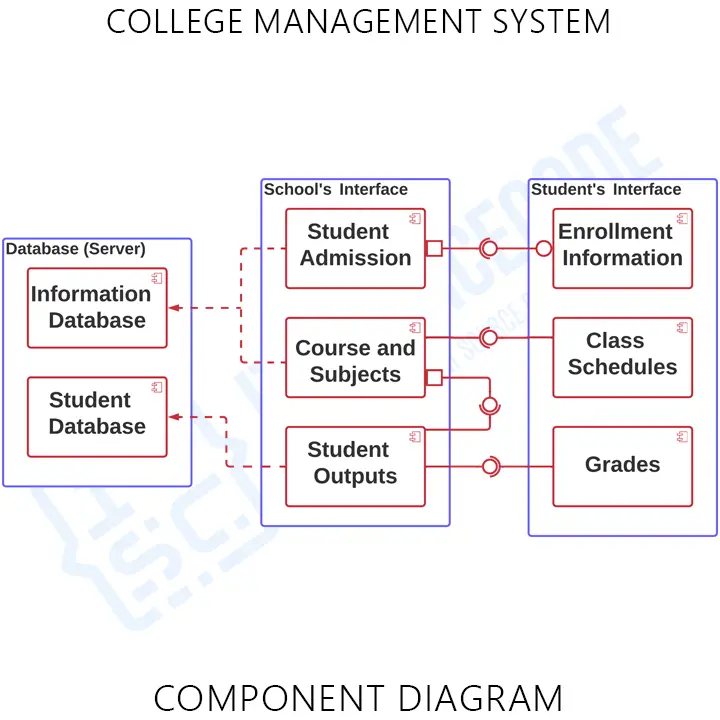 COLLEGE MANAGEMENT SYSTEM
School's Interface
Student's Interface
Database (Server)
Student
Admission
Enrollment
Information
Information
Database
Course and
Subjects
Class
Schedules
Student
Database
Student
Outputs
Grades
COMPONENT DIAGRAM